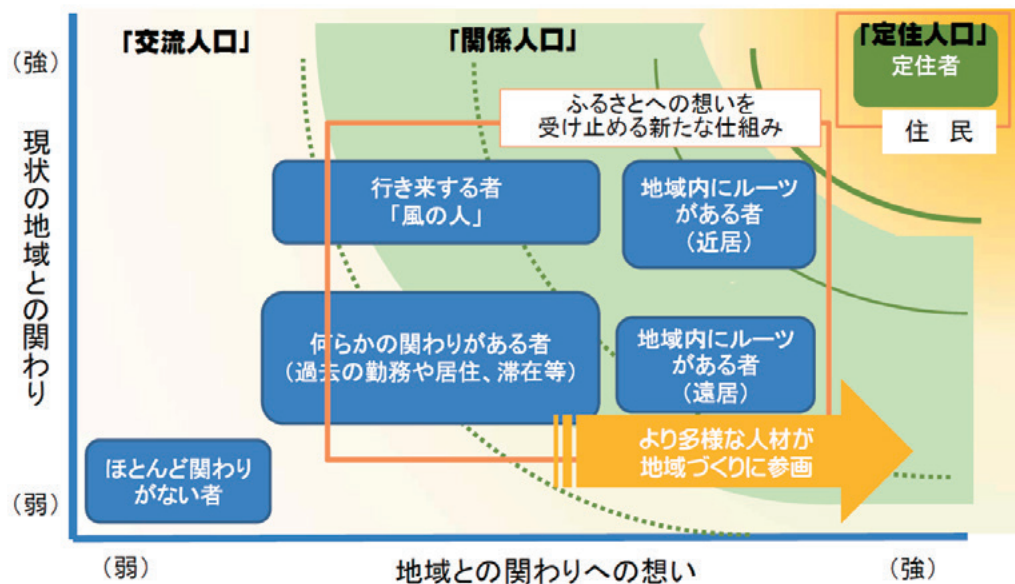 「交流人口」
「関係人口」
「定住人口」
定住者
住　民
（強）
現状の地域との関わり
（弱）
ふるさとへの想いを
受け止める新たな仕組み
行き来する者
「風の人」
地域内にルーツ
がある者
（近居）
何らかの関わりがある者
（過去の勤務や居住、滞在等）
地域内にルーツ
がある者
（遠居）
ほとんど関わり
がない者
より多様な人材が
地域づくりに参画
（弱）
地域との関わりへの想い
（強）